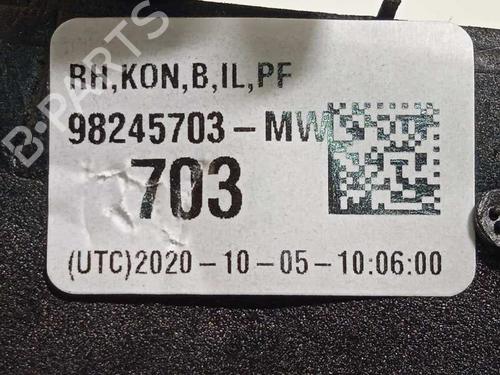 RH,KON,B,IL,PF
98245703-MW
703
(UTC)2020-10-05-10:06:00
B-PARTS